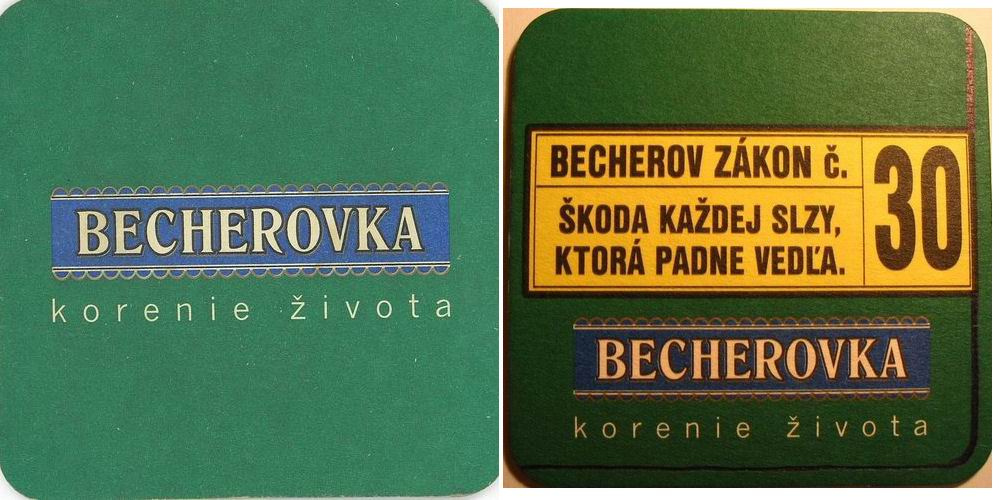 BECHEROVKA
korenie života
BECHEROV ZÁKON č.
30
ŠKODA KAŽDEJ SLZY,
KTORÁ PADNE VEDĽA.
BECHEROVKA
korenie života